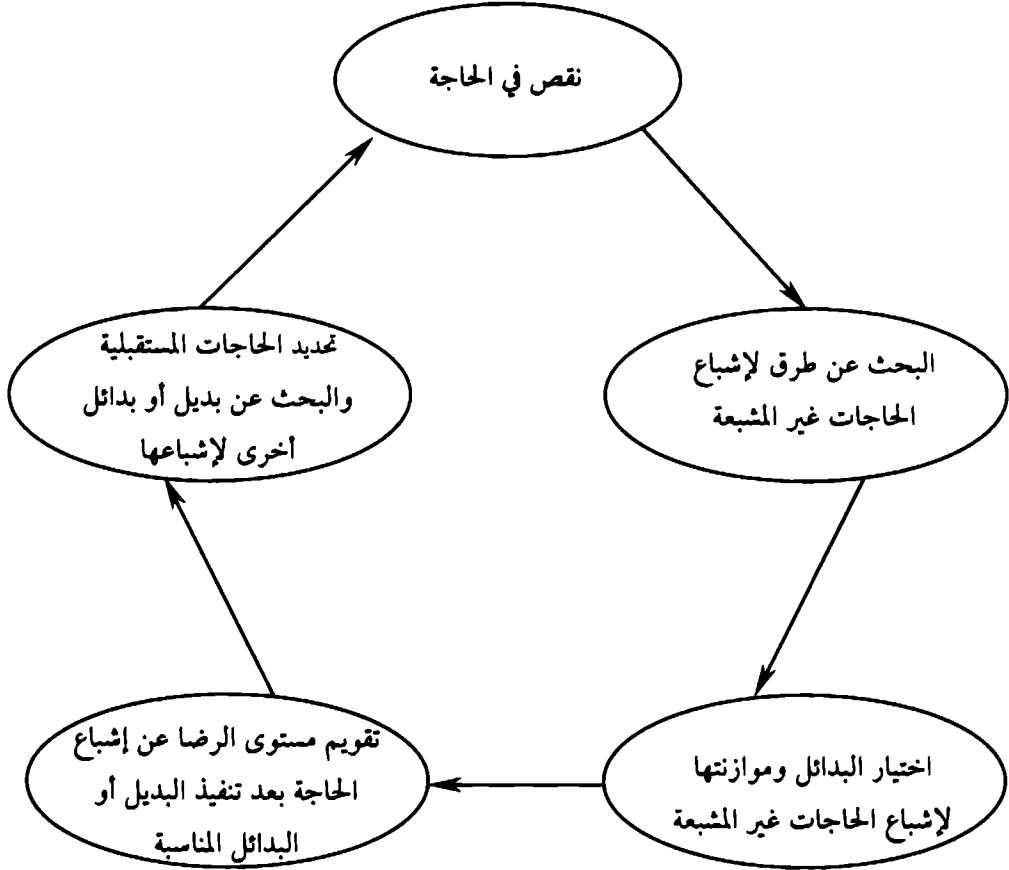 نقص في الحاجة
البحث عن طرق لإشباع
الحاجات غير المشبعة
اختيار البدائل وموازنتها
لإشباع الحاجات غير المشبعة
تقويم مستوى الرضا عن إشباع
الحاجة بعد تنفيذ البديل أو
البدائل المناسبة
تحديد الحاجات المستقبلية
والبحث عن بديل أو بدائل
أخرى لإشباعها